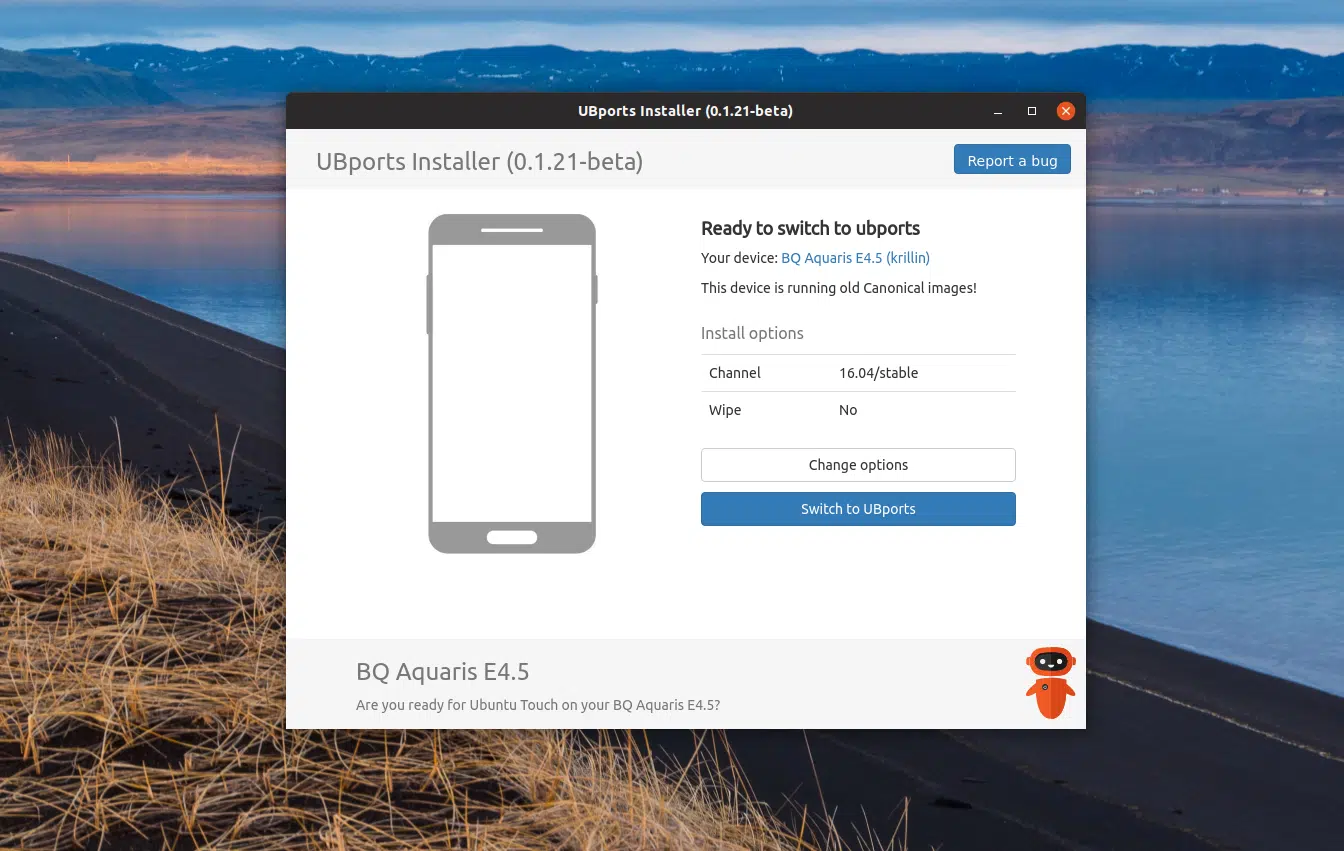 UBports Installer (0.1.21-beta)
UBports Installer (0.1.21-beta)
Report a bug
Ready to switch to ubports
Your device: BQ Aquaris E4.5 (krillin)
This device is running old Canonical images!
Install options
Channel 16.04/stable
Wipe No
Change options
Switch to UBports
BQ Aquaris E4.5
Are you ready for Ubuntu Touch on your BQ Aquaris E4.5?